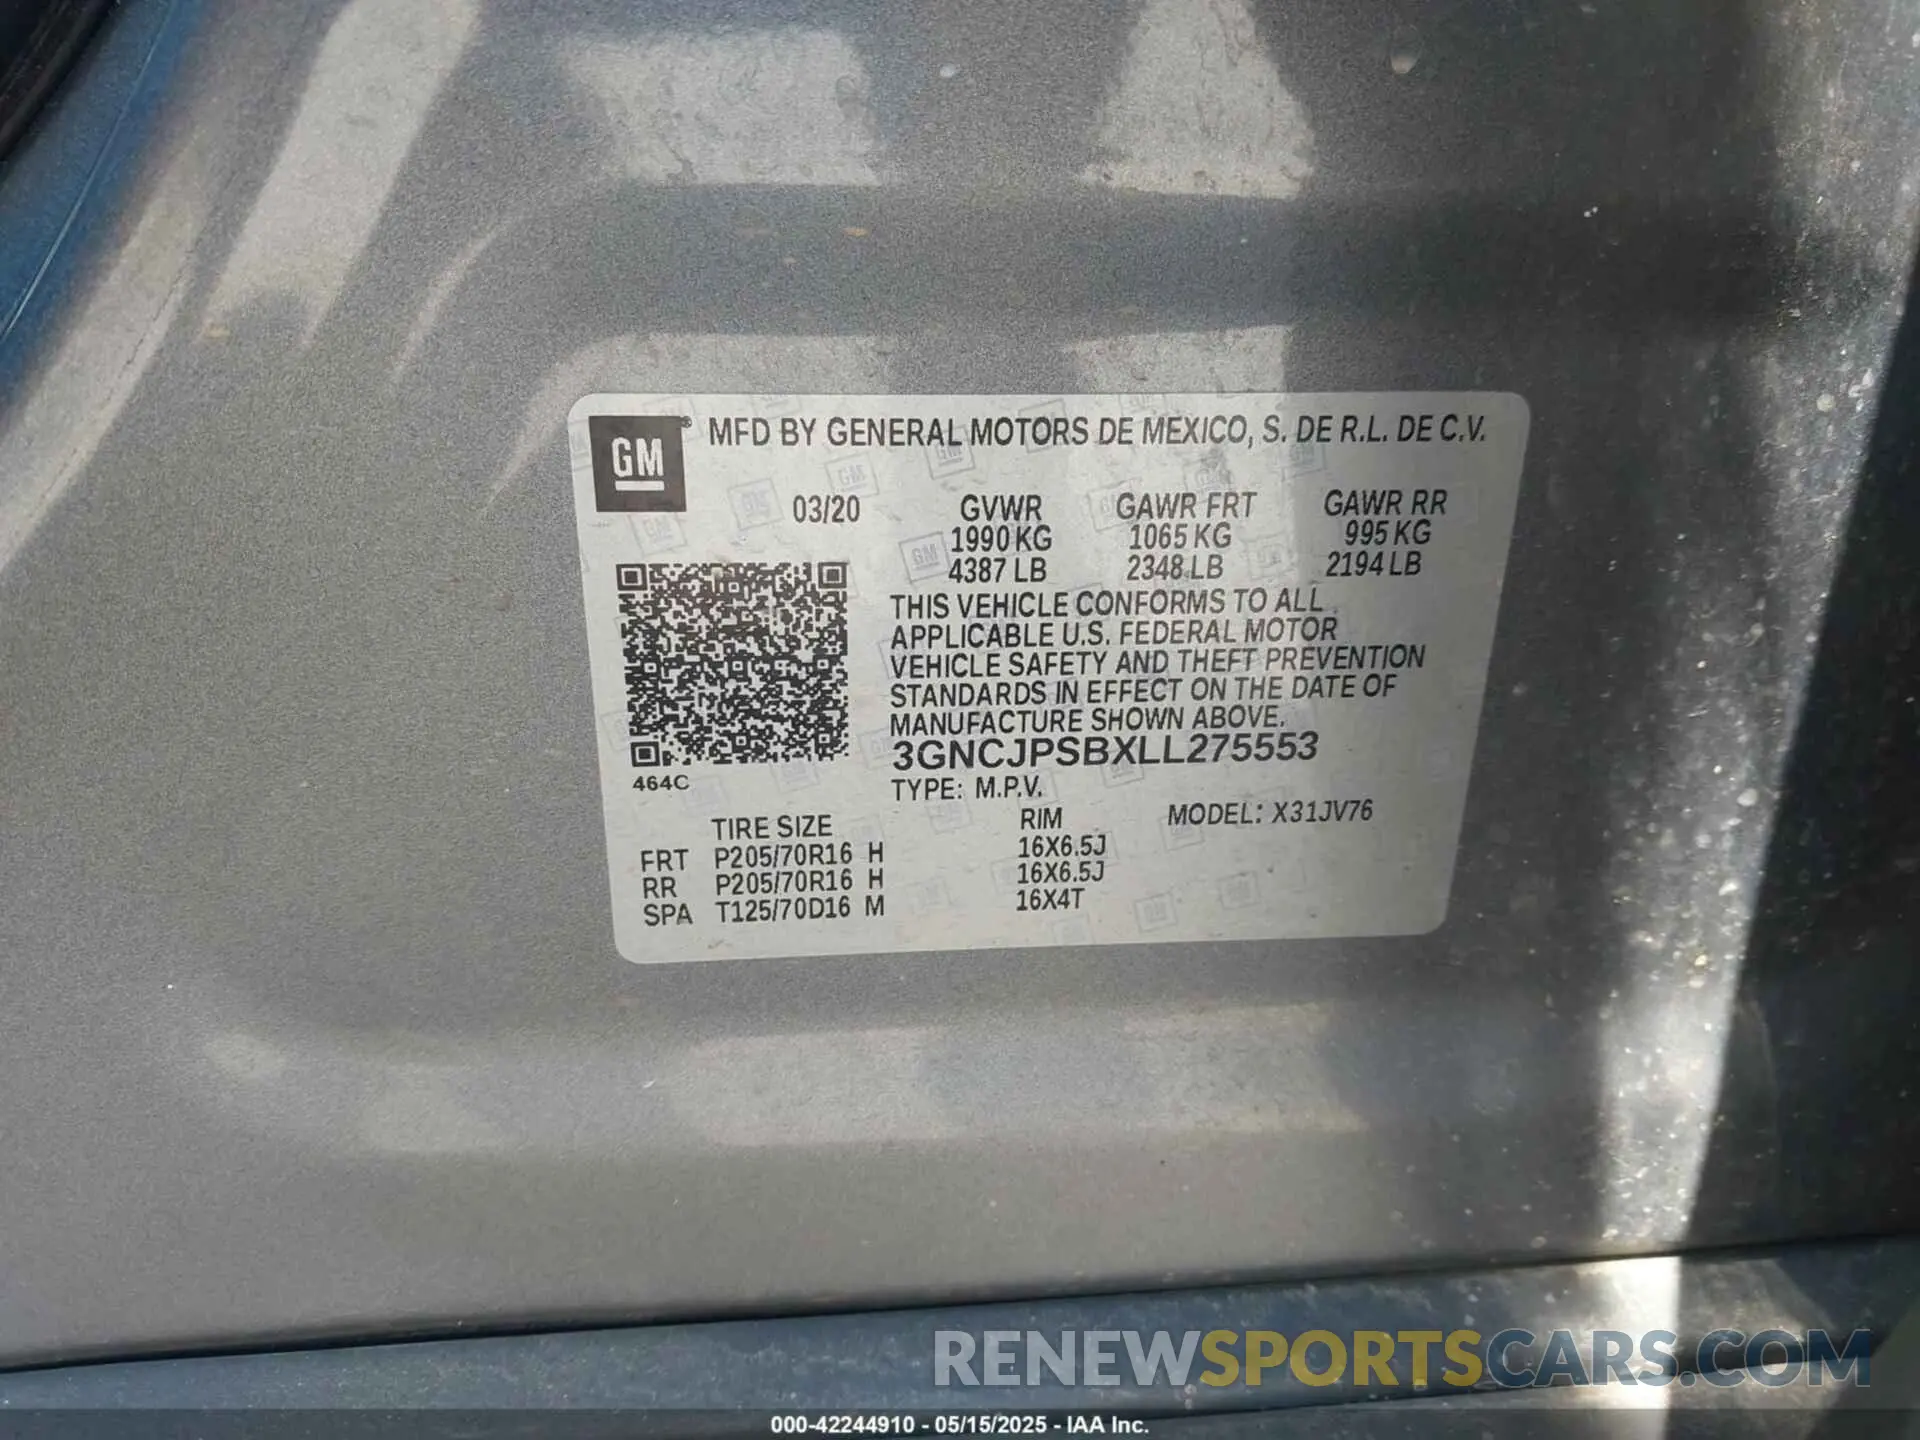 GM ® MFD BY GENERAL MOTORS DE MEXICO, S. DE R.L. DE C.V.
03/20 GVWR GAWR FRT GAWR RR
1990 KG 1065 KG 995 KG
4387 LB 2348 LB 2194 LB
THIS VEHICLE CONFORMS TO ALL
APPLICABLE U.S. FEDERAL MOTOR
VEHICLE SAFETY AND THEFT PREVENTION
STANDARDS IN EFFECT ON THE DATE OF
MANUFACTURE SHOWN ABOVE.
3GNCJPSBXLL275553
464C
TYPE: M.P.V.
TIRE SIZE RIM MODEL: X31JV76
FRT P205/70R16 H 16X6.5J
RR P205/70R16 H 16X6.5J
SPA T125/70D16 M 16X4T
RENEWSPORTSCARS.COM
000-42244910 - 05/15/2025 - IAA Inc.